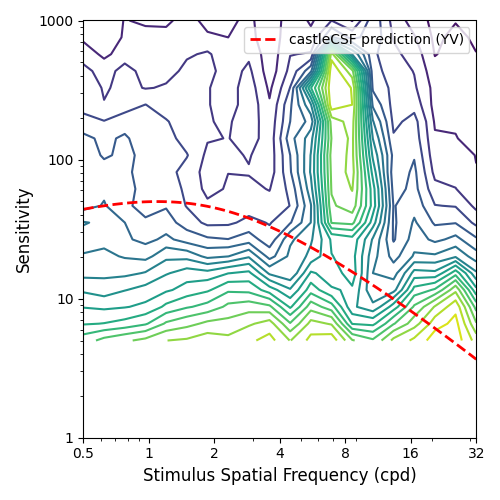 1000
castleCSF prediction (YV)
100
10
1
Sensitivity
0.5 1 2 4 8 16 32
Stimulus Spatial Frequency (cpd)